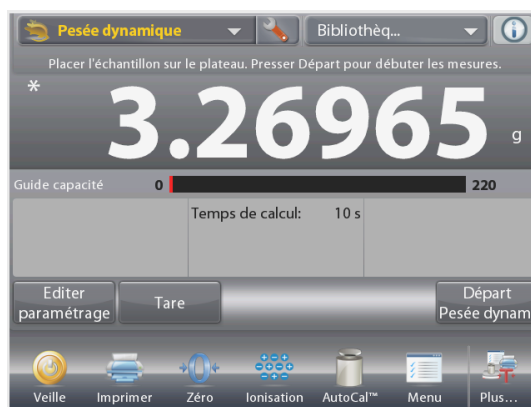 Pesée dynamique
Bibliothèq...
Placer l'échantillon sur le plateau. Presser Départ pour débuter les mesures.
*
3.26965 g
Guide capacité 0 220
Temps de calcul: 10 s
Editer
paramétrage
Tare
Départ
Pesée dynam
Veille Imprimer Zéro Ionisation AutoCal™ Menu Plus...